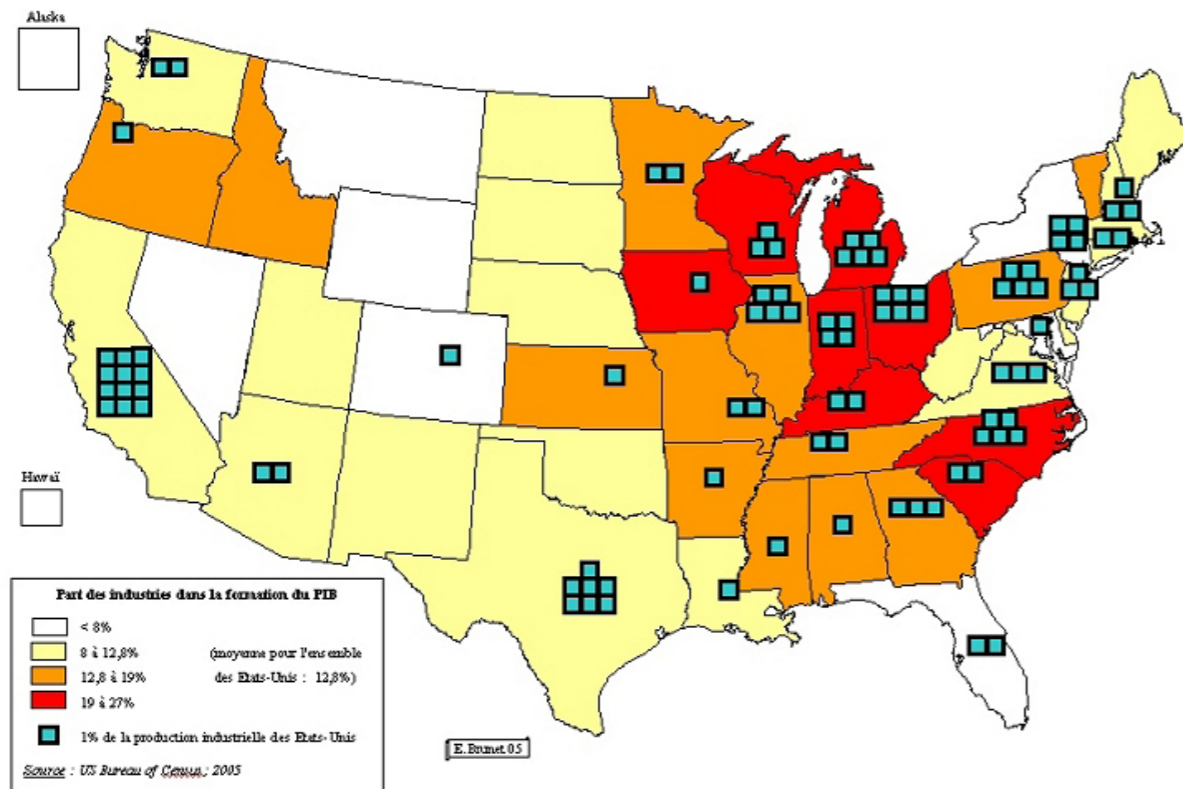 Alaska
Hawaï
Part des industries dans la formation du PIB
< 8%
8 à 12,8% (moyenne pour l'ensemble
12,8 à 19% des Etats-Unis : 12,8%)
19 à 27%
1% de la production industrielle des Etats-Unis
Source : US Bureau of Census ; 2005
E.Brunet.05